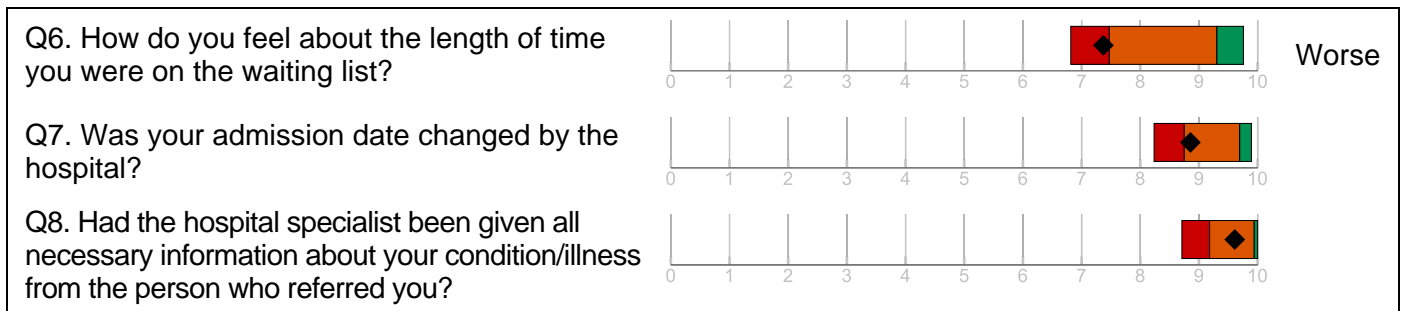 Q6. How do you feel about the length of time
you were on the waiting list?
Worse
0 1 2 3 4 5 6 7 8 9 10
Q7. Was your admission date changed by the
hospital?
0 1 2 3 4 5 6 7 8 9 10
Q8. Had the hospital specialist been given all
necessary information about your condition/illness
from the person who referred you?
0 1 2 3 4 5 6 7 8 9 10